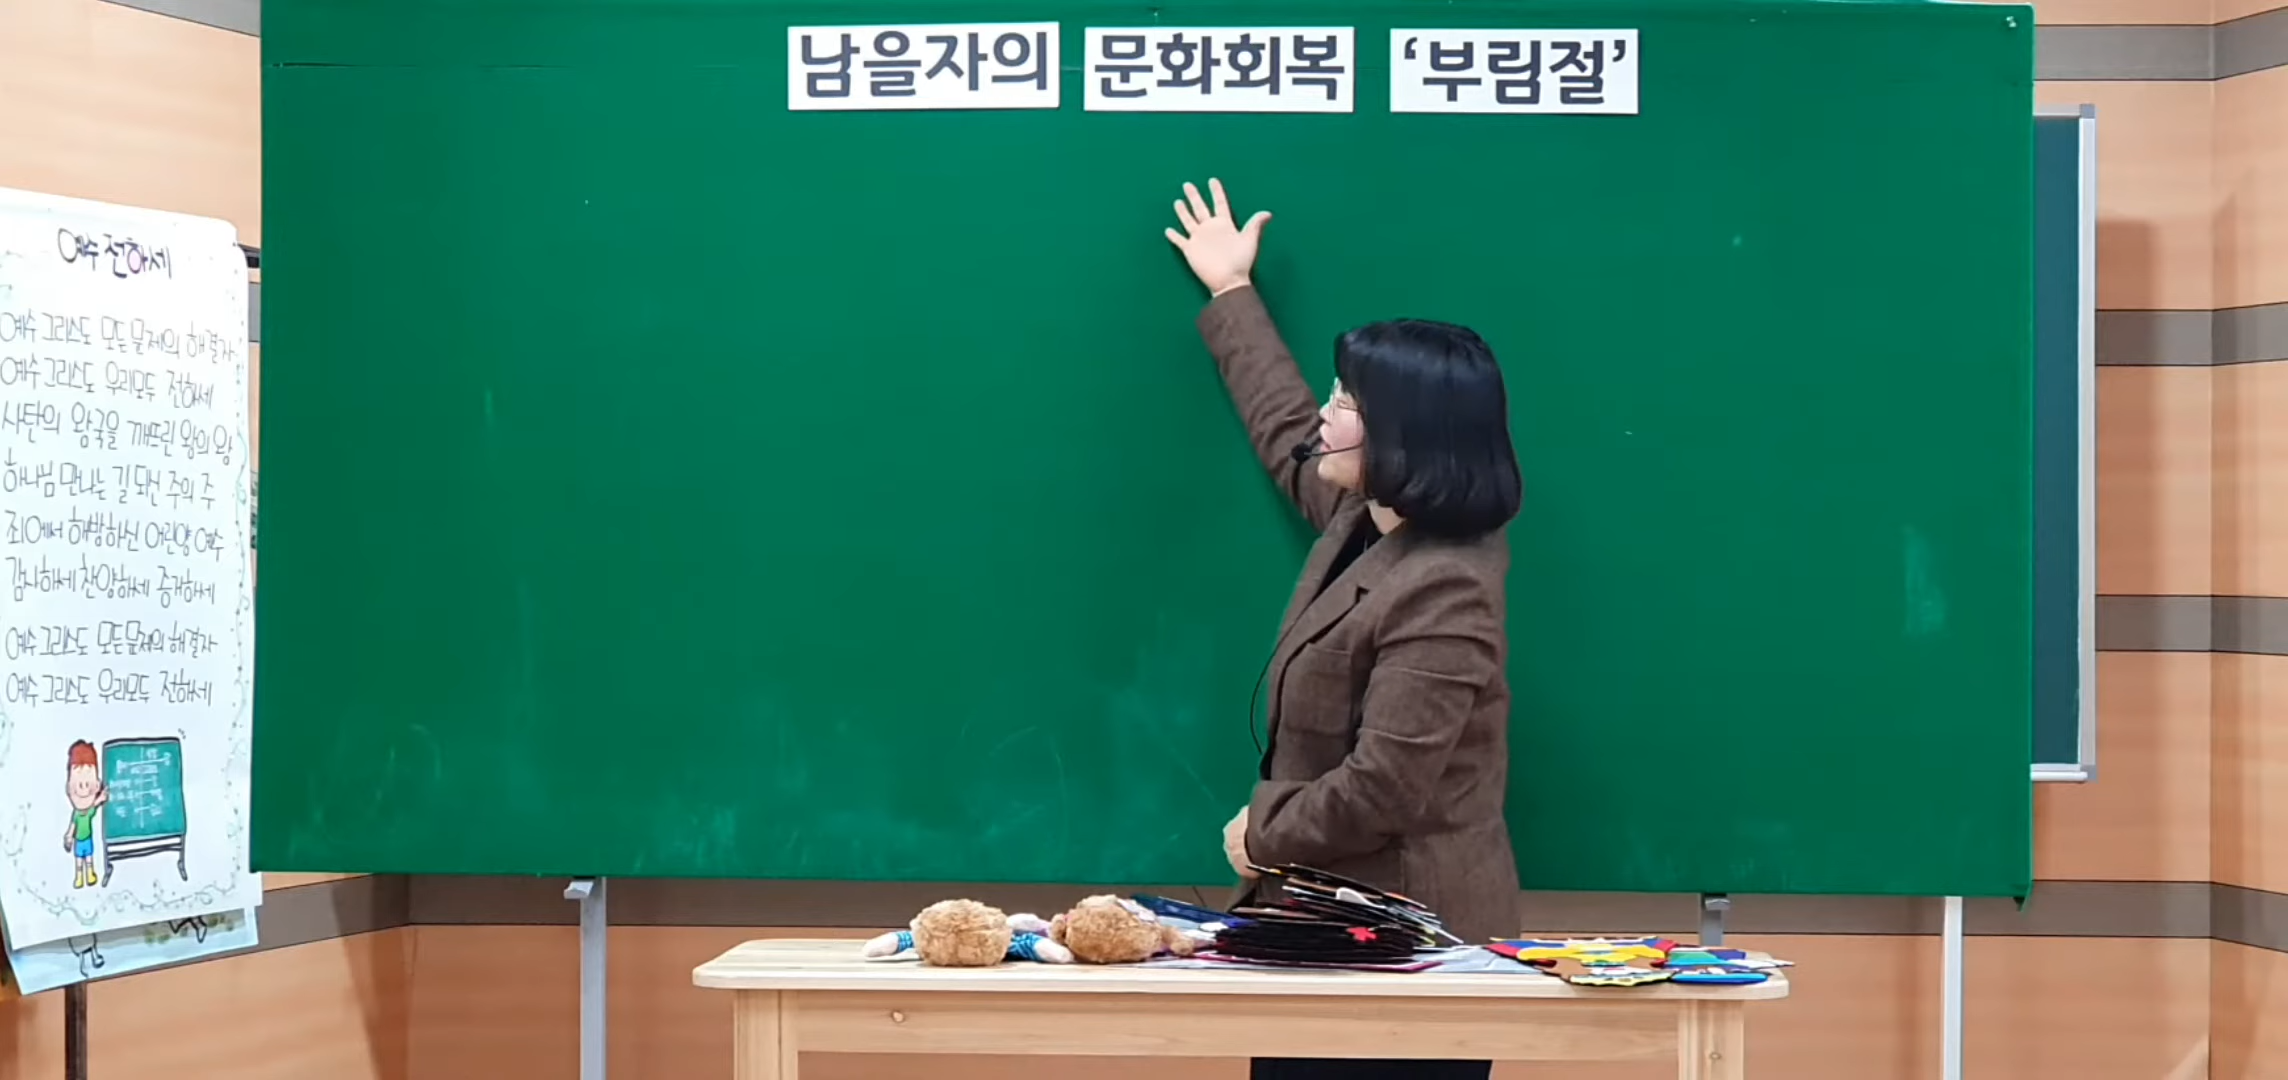 남을자의 문화회복 ‘부림절’
예수 전하세
예수 그리스도 모든 문제의 해결자
예수 그리스도 우리모두 전하세
사탄의 왕국을 깨뜨린 왕의 왕
하나님 만나는 길 되신 주의 주
죄에서 해방하신 어린양 예수
감사하세 찬양하세 증거하세
예수 그리스도 모든 문제의 해결자
예수 그리스도 우리모두 전하세